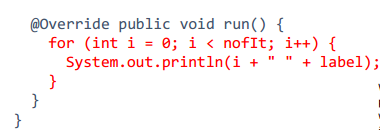 @Override public void run() {
for (int i = 0; i < nofIt; i++) {
System.out.println(i + " " + label);
}
}
}